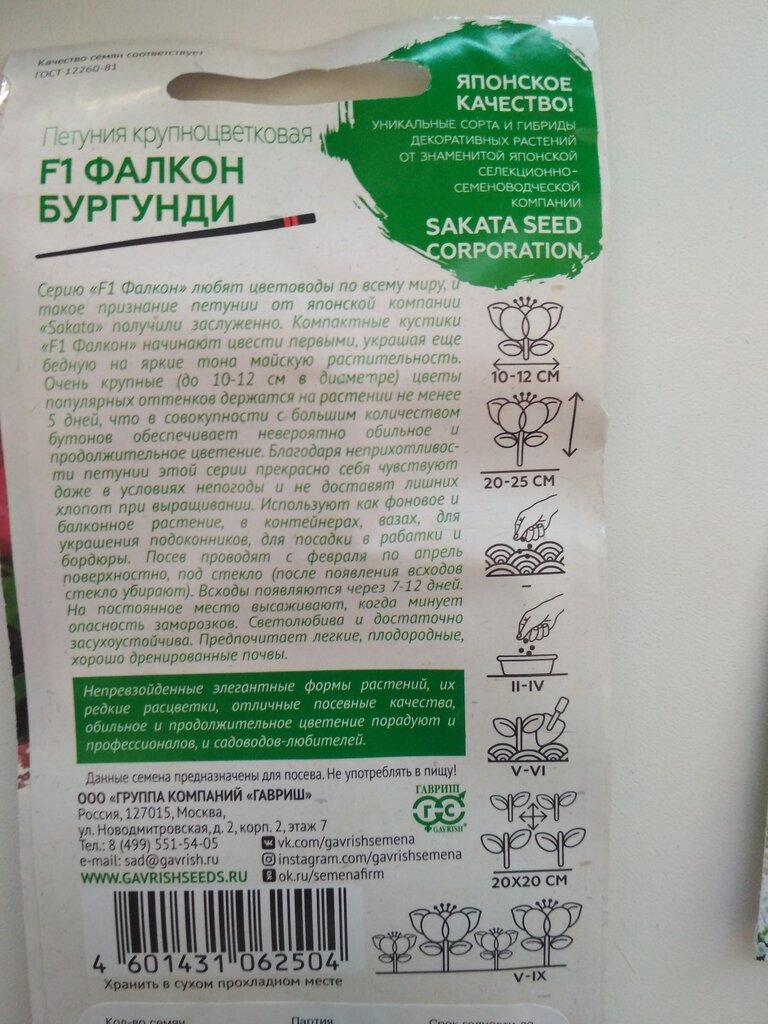 Качество семян соответствует
ГОСТ 12260-81
Петуния крупноцветковая
F1 ФАЛКОН
БУРГУНДИ
ЯПОНСКОЕ
КАЧЕСТВО!
УНИКАЛЬНЫЕ СОРТА И ГИБРИДЫ
ДЕКОРАТИВНЫХ РАСТЕНИЙ
ОТ ЗНАМЕНИТОЙ ЯПОНСКОЙ
СЕЛЕКЦИОННО-
СЕМЕНОВОДЧЕСКОЙ
КОМПАНИИ
SAKATA SEED
CORPORATION
Серию «F1 Фалкон» любят цветоводы по всему миру, и
такое признание петунии от японской компании
«Sakata» получили заслуженно. Компактные кустики
«F1 Фалкон» начинают цвести первыми, украшая еще
бедную на яркие тона майскую растительность.
Очень крупные (до 10-12 см в диаметре) цветы
популярных оттенков держатся на растении не менее
5 дней, что в совокупности с большим количеством
бутонов обеспечивает невероятно обильное и
продолжительное цветение. Благодаря неприхотливос-
ти петунии этой серии прекрасно себя чувствуют
даже в условиях непогоды и не доставят лишних
хлопот при выращивании. Используют как фоновое и
балконное растение, в контейнерах, вазах, для
украшения подоконников, для посадки в рабатки и
бордюры. Посев проводят с февраля по апрель
поверхностно, под стекло (после появления всходов
стекло убирают). Всходы появляются через 7-12 дней.
На постоянное место высаживают, когда минует
опасность заморозков. Светолюбива и достаточно
засухоустойчива. Предпочитает легкие, плодородные,
хорошо дренированные почвы.
Непревзойденные элегантные формы растений, их
редкие расцветки, отличные посевные качества,
обильное и продолжительное цветение порадуют и
профессионалов, и садоводов-любителей.
10-12 СМ
20-25 СМ
–
II-IV
V-VI
20X20 СМ
V-IX
Данные семена предназначены для посева. Не употреблять в пищу!
ООО «ГРУППА КОМПАНИЙ «ГАВРИШ»
Россия, 127015, Москва,
ул. Новодмитровская, д. 2, корп. 2, этаж 7
Тел.: 8 (499) 551-54-05
e-mail: sad@gavrish.ru
WWW.GAVRISHSEEDS.RU
vk.com/gavrishsemena
instagram.com/gavrishsemena
ok.ru/semenafirm
ГАВРИШ
Г С
GAVRISH®
4 601431 062504
Хранить в сухом прохладном месте
Кол-во семян Партия Срок годности до